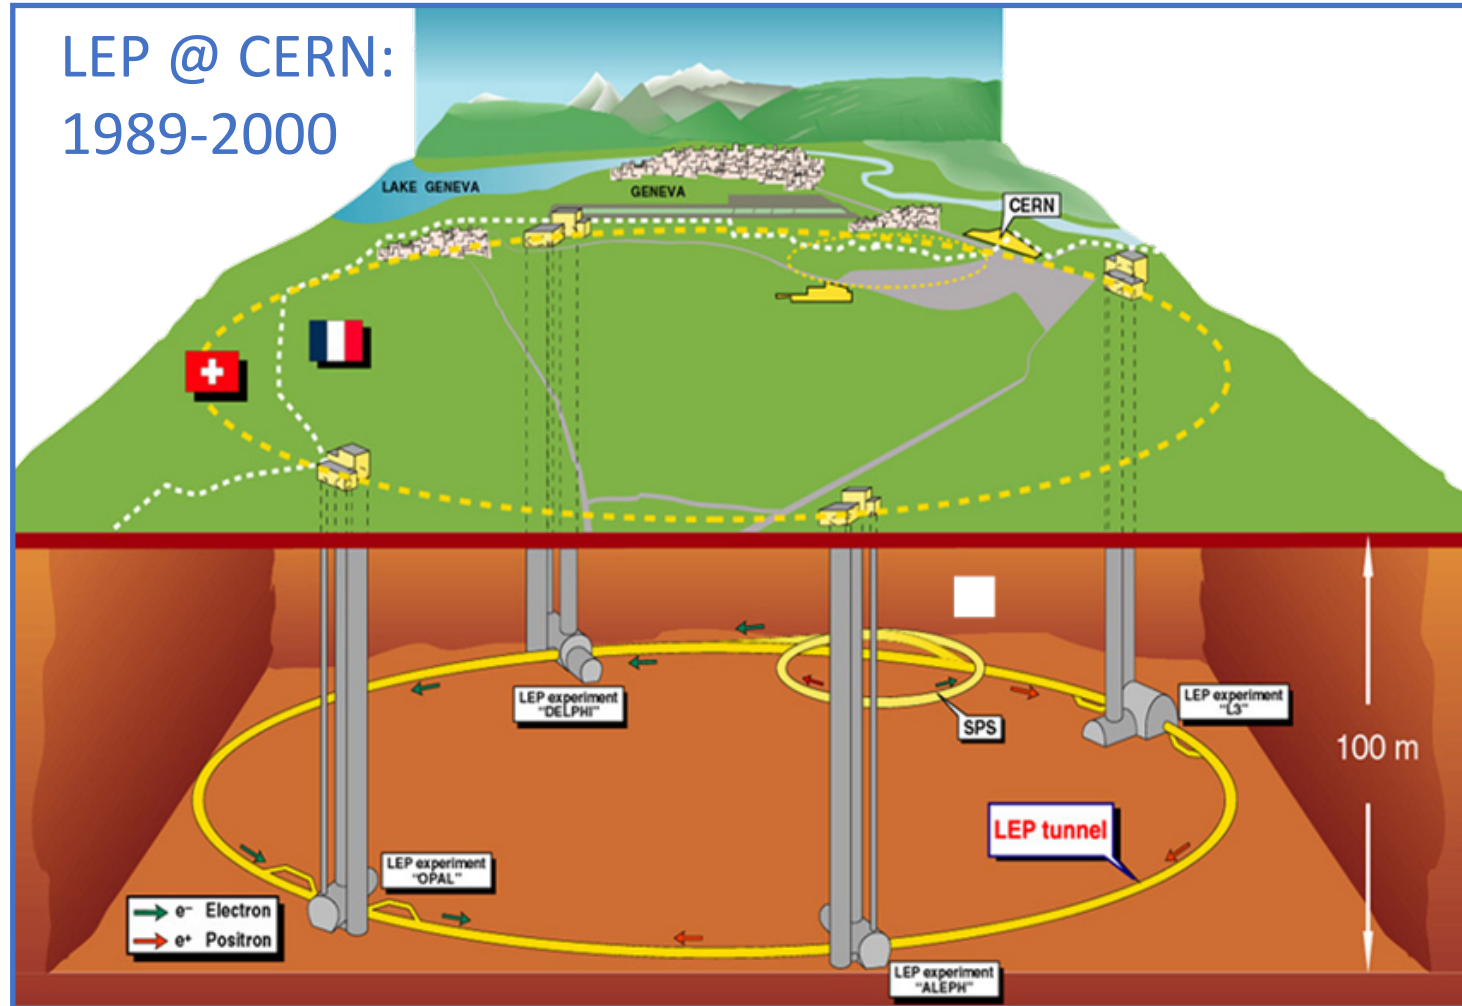 LEP @ CERN:
1989-2000
LAKE GENEVA
GENEVA
CERN
LEP experiment
"DELPHI"
SPS
LEP experiment
"L3"
100 m
LEP tunnel
LEP experiment
"OPAL"
e⁻ Electron
e⁺ Positron
LEP experiment
"ALEPH"